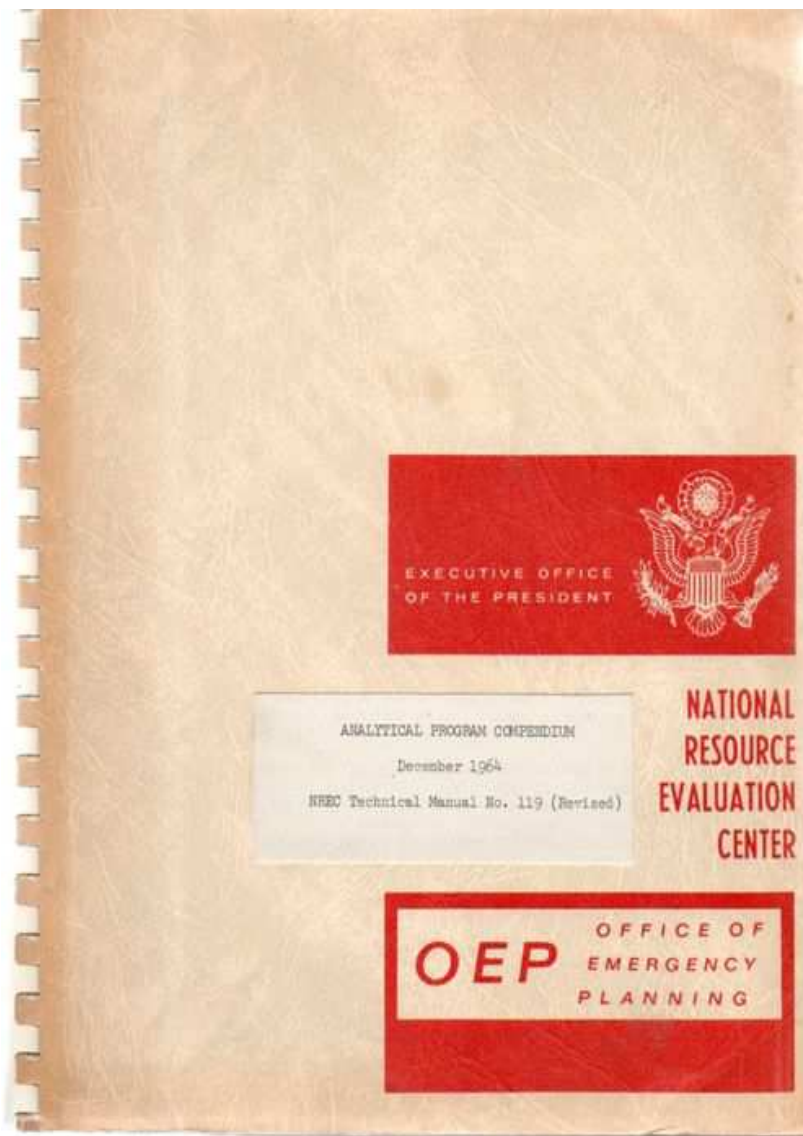 EXECUTIVE OFFICE
OF THE PRESIDENT
NATIONAL
RESOURCE
EVALUATION
CENTER
ANALYTICAL PROGRAM COMPENDIUM
December 1964
NREC Technical Manual No. 119 (Revised)
OEP
OFFICE OF
EMERGENCY
PLANNING